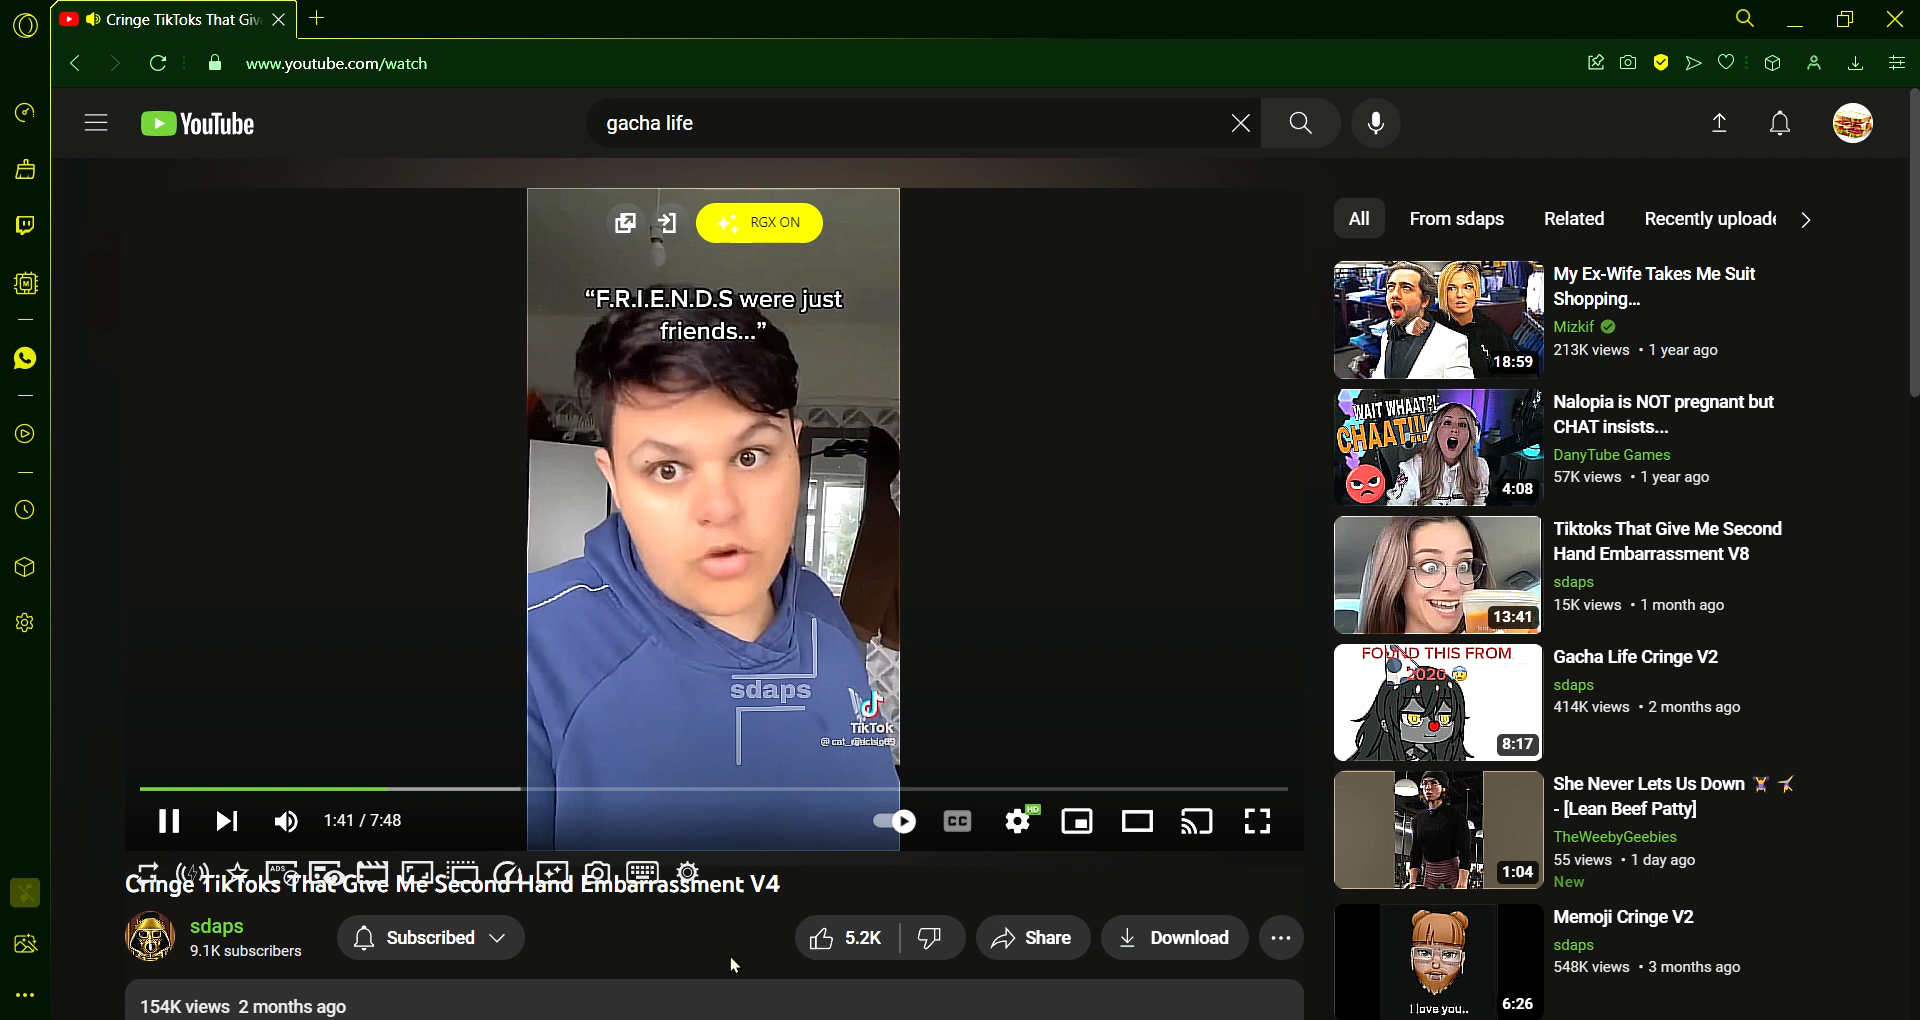 Cringe TikToks That Giv
www.youtube.com/watch
YouTube
gacha life
RGX ON
“F.R.I.E.N.D.S were just
friends...”
sdaps
TikTok
1:41 / 7:48
CC
HD
ADS
Cringe TikToks That Give Me Second Hand Embarrassment V4
sdaps
9.1K subscribers
Subscribed
5.2K
Share
Download
154K views 2 months ago
All
From sdaps
Related
Recently uploade
18:59
My Ex-Wife Takes Me Suit
Shopping...
Mizkif
213K views • 1 year ago
WAIT WHAAT?!
CHAAT!!!
4:08
Nalopia is NOT pregnant but
CHAT insists...
DanyTube Games
57K views • 1 year ago
13:41
Tiktoks That Give Me Second
Hand Embarrassment V8
sdaps
15K views • 1 month ago
FOUND THIS FROM
2020 😰
8:17
Gacha Life Cringe V2
sdaps
414K views • 2 months ago
1:04
She Never Lets Us Down
- [Lean Beef Patty]
TheWeebyGeebies
55 views • 1 day ago
New
I love you..
6:26
Memoji Cringe V2
sdaps
548K views • 3 months ago